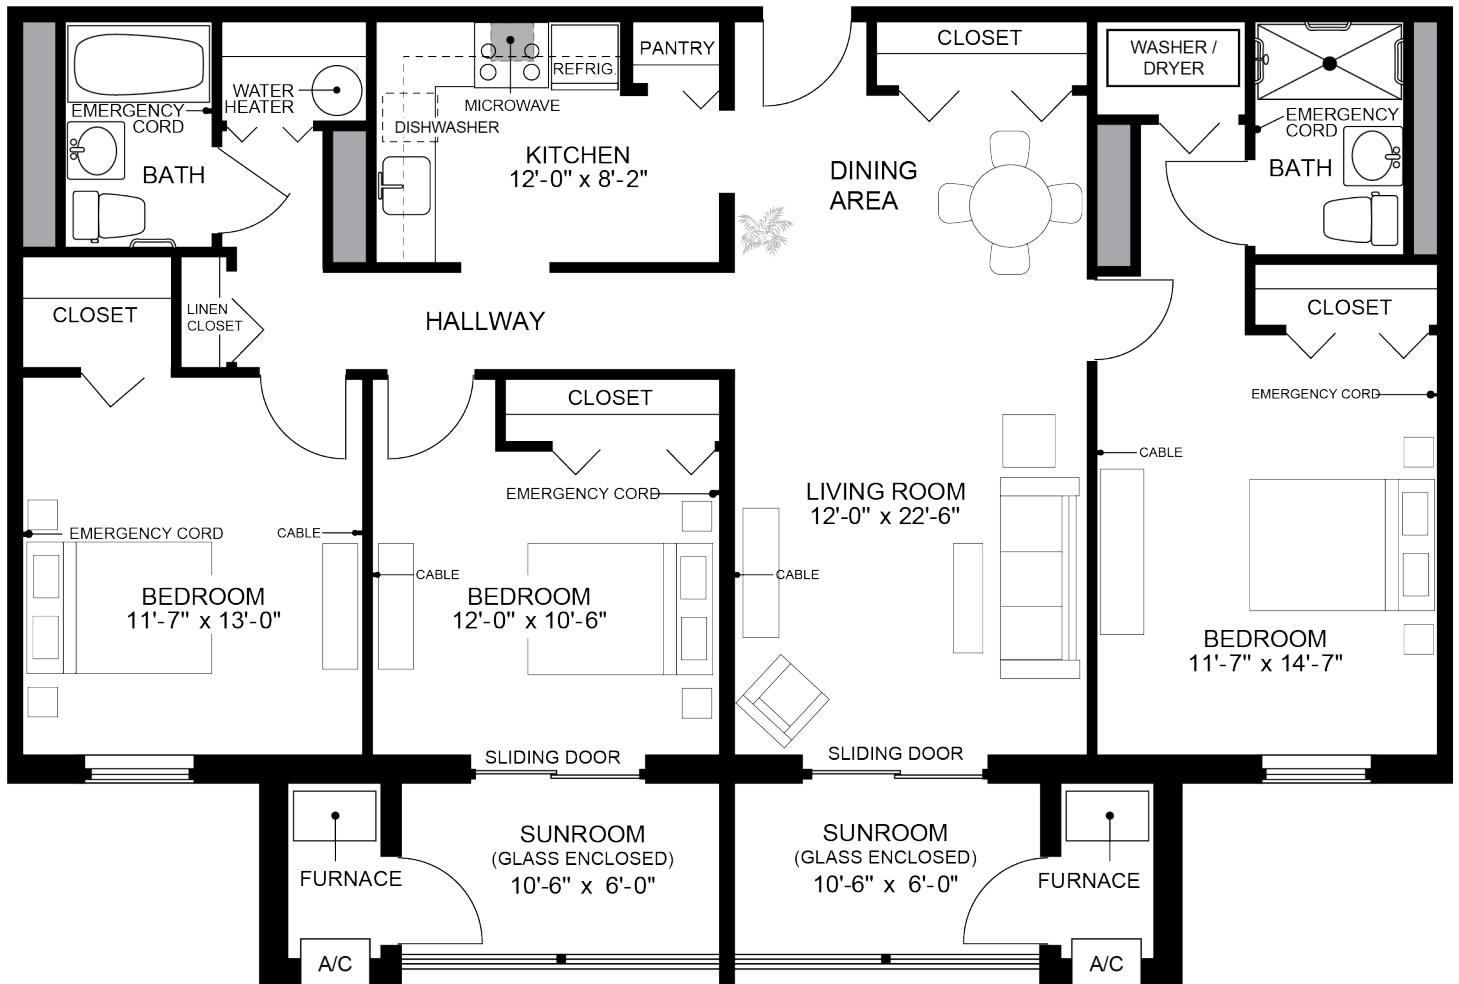 CLOSET
WASHER /
DRYER
PANTRY
REFRIG.
WATER
HEATER
MICROWAVE
EMERGENCY
CORD
DISHWASHER
EMERGENCY
CORD
BATH
KITCHEN
12'-0" x 8'-2"
DINING
AREA
BATH
CLOSET
LINEN
CLOSET
HALLWAY
CLOSET
CLOSET
EMERGENCY CORD
CABLE
EMERGENCY CORD
LIVING ROOM
12'-0" x 22'-6"
EMERGENCY CORD
CABLE
CABLE
CABLE
BEDROOM
11'-7" x 13'-0"
BEDROOM
12'-0" x 10'-6"
BEDROOM
11'-7" x 14'-7"
SLIDING DOOR
SLIDING DOOR
SUNROOM
(GLASS ENCLOSED)
10'-6" x 6'-0"
SUNROOM
(GLASS ENCLOSED)
10'-6" x 6'-0"
FURNACE
FURNACE
A/C
A/C